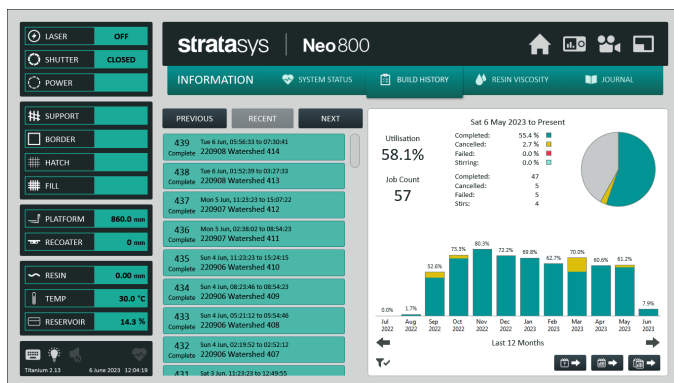 LASER OFF
SHUTTER CLOSED
POWER
SUPPORT
BORDER
HATCH
FILL
PLATFORM 860.0 mm
RECOATER 0 mm
RESIN 0.00 mm
TEMP 30.0 °C
RESERVOIR 14.3 %
Titanium 2.13 6 June 2023 12:04:19
stratasys Neo800
INFORMATION SYSTEM STATUS BUILD HISTORY RESIN VISCOSITY JOURNAL
PREVIOUS RECENT NEXT
439 Tue 6 Jun, 05:56:33 to 07:30:41
Complete 220908 Watershed 414
438 Tue 6 Jun, 01:52:39 to 03:27:33
Complete 220908 Watershed 413
437 Mon 5 Jun, 11:23:23 to 15:07:22
Complete 220907 Watershed 412
436 Mon 5 Jun, 02:38:02 to 08:54:23
Complete 220907 Watershed 411
435 Sun 4 Jun, 11:23:23 to 15:24:15
Complete 220906 Watershed 410
434 Sun 4 Jun, 08:23:46 to 08:54:23
Complete 220906 Watershed 409
433 Sun 4 Jun, 05:21:12 to 05:54:46
Complete 220906 Watershed 408
432 Sun 4 Jun, 02:19:52 to 02:52:12
Complete 220906 Watershed 407
431 Sat 3 Jun, 11:23:23 to 12:49:55
Sat 6 May 2023 to Present
Utilisation
58.1%
Completed: 55.4 %
Cancelled: 2.7 %
Failed: 0.0 %
Stirring: 0.0 %
Job Count
57
Completed: 47
Cancelled: 5
Failed: 5
Stirs: 4
0.0% 1.7% 52.6% 75.3% 80.3% 72.2% 69.8% 62.7% 70.0% 60.6% 61.2% 7.9%
Jul Aug Sep Oct Nov Dec Jan Feb Mar Apr May Jun
2022 2022 2022 2022 2022 2022 2023 2023 2023 2023 2023 2023
Last 12 Months